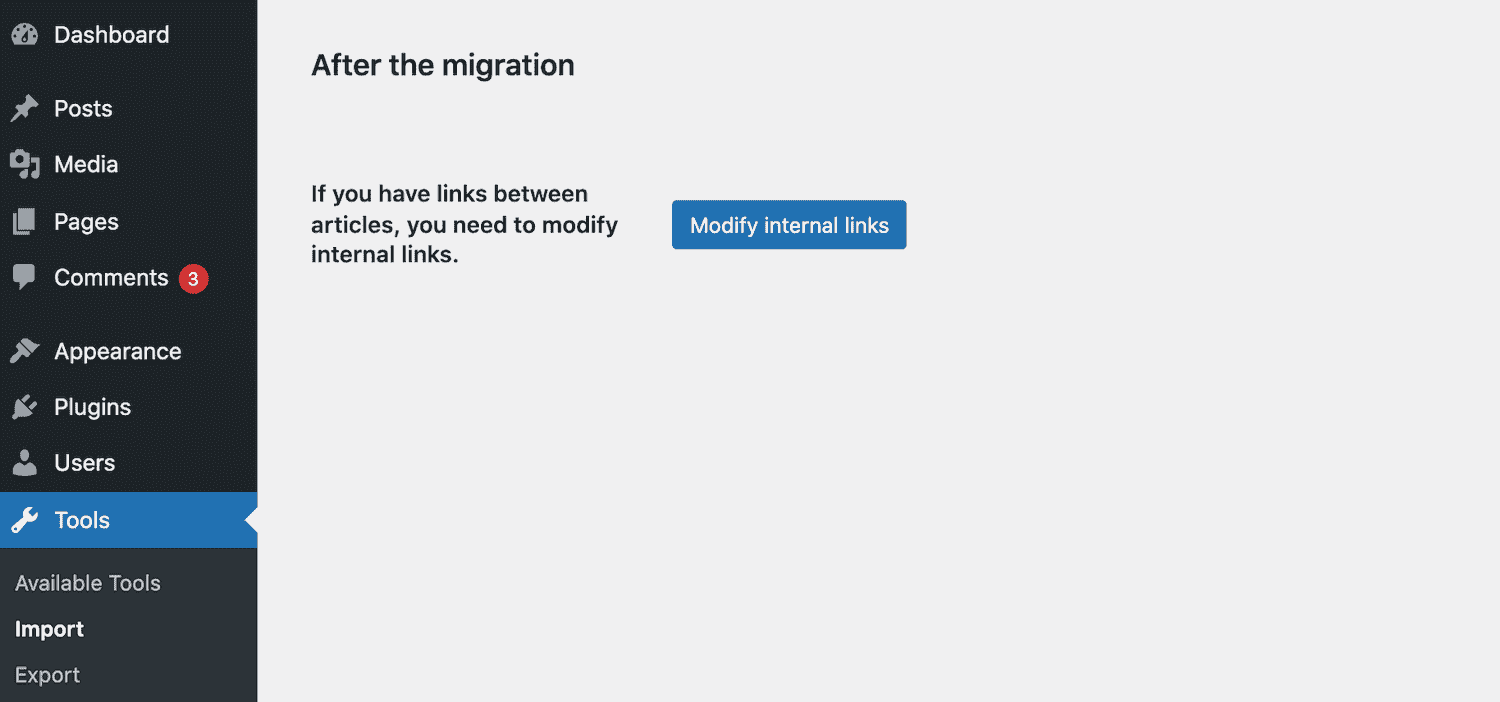 Dashboard
Posts
Media
Pages
Comments 3
Appearance
Plugins
Users
Tools
Available Tools
Import
Export
After the migration
If you have links between
articles, you need to modify
internal links.
Modify internal links